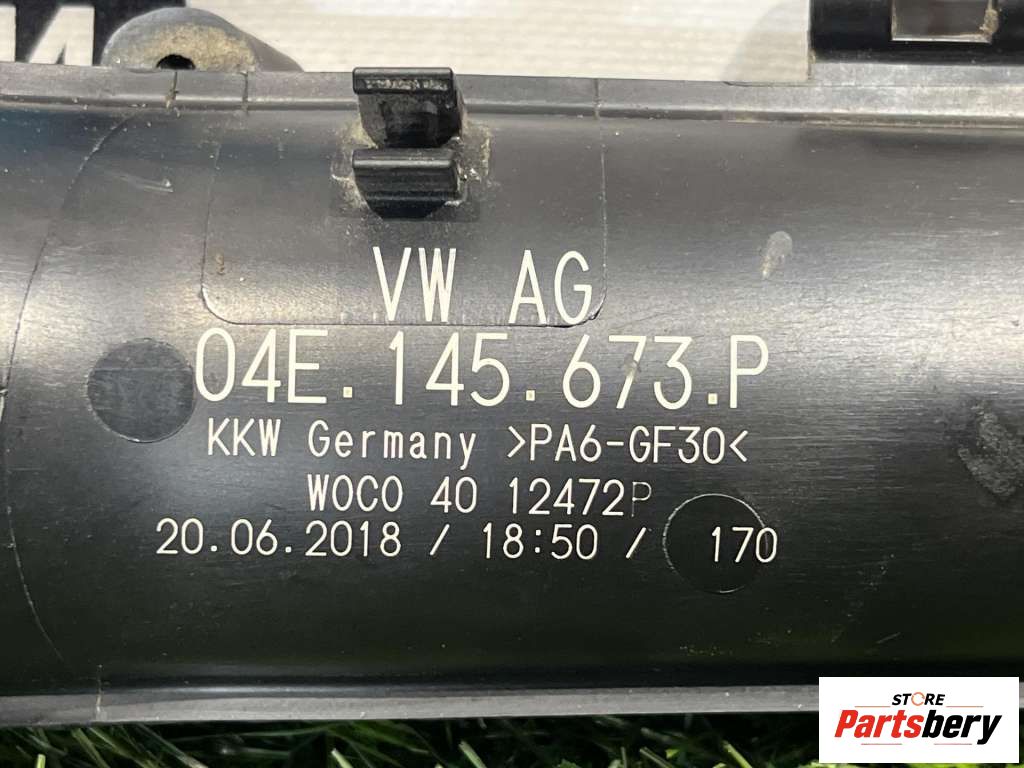 VW AG
04E.145.673.P
KKW Germany >PA6-GF30<
WOCO 40 12472P
20.06.2018 / 18:50 / 170
STORE
Partsbery